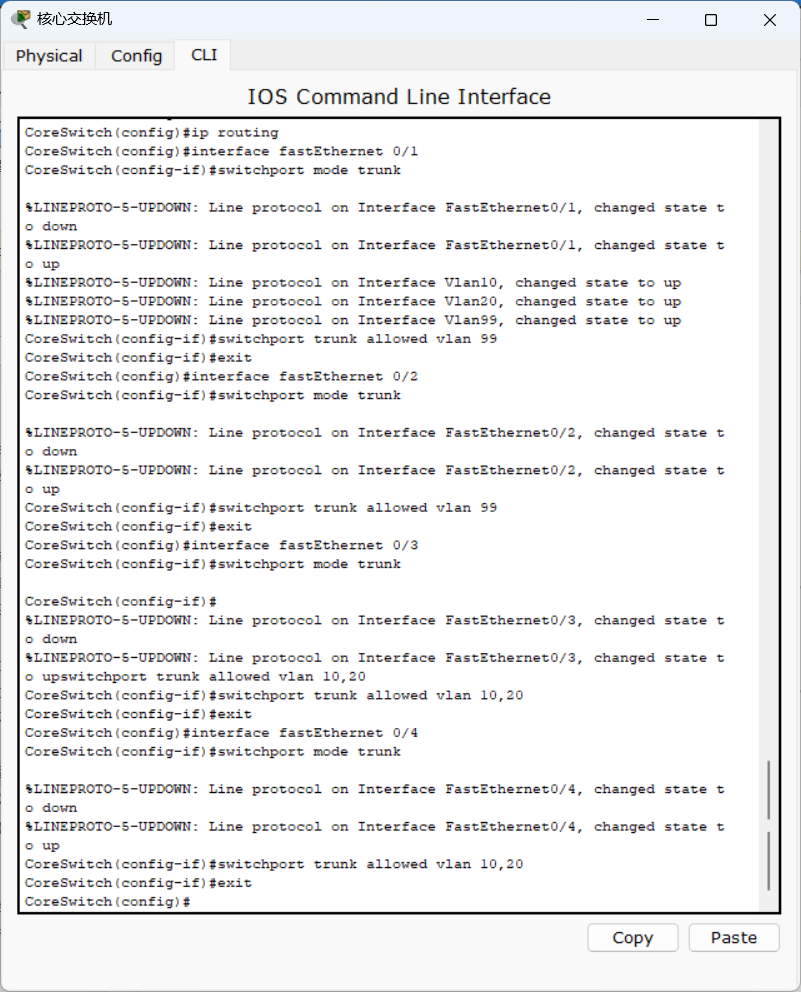 核心交换机
Physical Config CLI
IOS Command Line Interface
CoreSwitch(config)#ip routing
CoreSwitch(config)#interface fastEthernet 0/1
CoreSwitch(config-if)#switchport mode trunk
%LINEPROTO-5-UPDOWN: Line protocol on Interface FastEthernet0/1, changed state t
o down
%LINEPROTO-5-UPDOWN: Line protocol on Interface FastEthernet0/1, changed state t
o up
%LINEPROTO-5-UPDOWN: Line protocol on Interface Vlan10, changed state to up
%LINEPROTO-5-UPDOWN: Line protocol on Interface Vlan20, changed state to up
%LINEPROTO-5-UPDOWN: Line protocol on Interface Vlan99, changed state to up
CoreSwitch(config-if)#switchport trunk allowed vlan 99
CoreSwitch(config-if)#exit
CoreSwitch(config)#interface fastEthernet 0/2
CoreSwitch(config-if)#switchport mode trunk
%LINEPROTO-5-UPDOWN: Line protocol on Interface FastEthernet0/2, changed state t
o down
%LINEPROTO-5-UPDOWN: Line protocol on Interface FastEthernet0/2, changed state t
o up
CoreSwitch(config-if)#switchport trunk allowed vlan 99
CoreSwitch(config-if)#exit
CoreSwitch(config)#interface fastEthernet 0/3
CoreSwitch(config-if)#switchport mode trunk
CoreSwitch(config-if)#
%LINEPROTO-5-UPDOWN: Line protocol on Interface FastEthernet0/3, changed state t
o down
%LINEPROTO-5-UPDOWN: Line protocol on Interface FastEthernet0/3, changed state t
o upswitchport trunk allowed vlan 10,20
CoreSwitch(config-if)#switchport trunk allowed vlan 10,20
CoreSwitch(config-if)#exit
CoreSwitch(config)#interface fastEthernet 0/4
CoreSwitch(config-if)#switchport mode trunk
%LINEPROTO-5-UPDOWN: Line protocol on Interface FastEthernet0/4, changed state t
o down
%LINEPROTO-5-UPDOWN: Line protocol on Interface FastEthernet0/4, changed state t
o up
CoreSwitch(config-if)#switchport trunk allowed vlan 10,20
CoreSwitch(config-if)#exit
CoreSwitch(config)#
Copy Paste